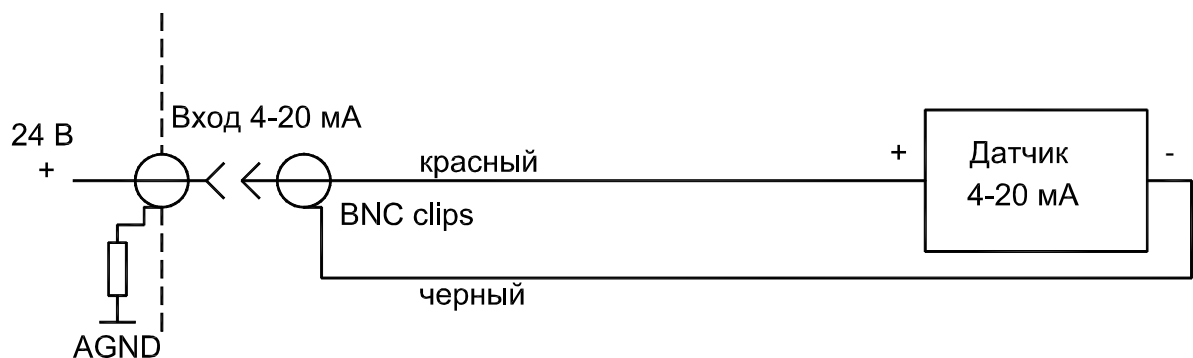 24 В
+
Вход 4-20 мА
красный
BNC clips
черный
AGND
+
Датчик
4-20 мА
-